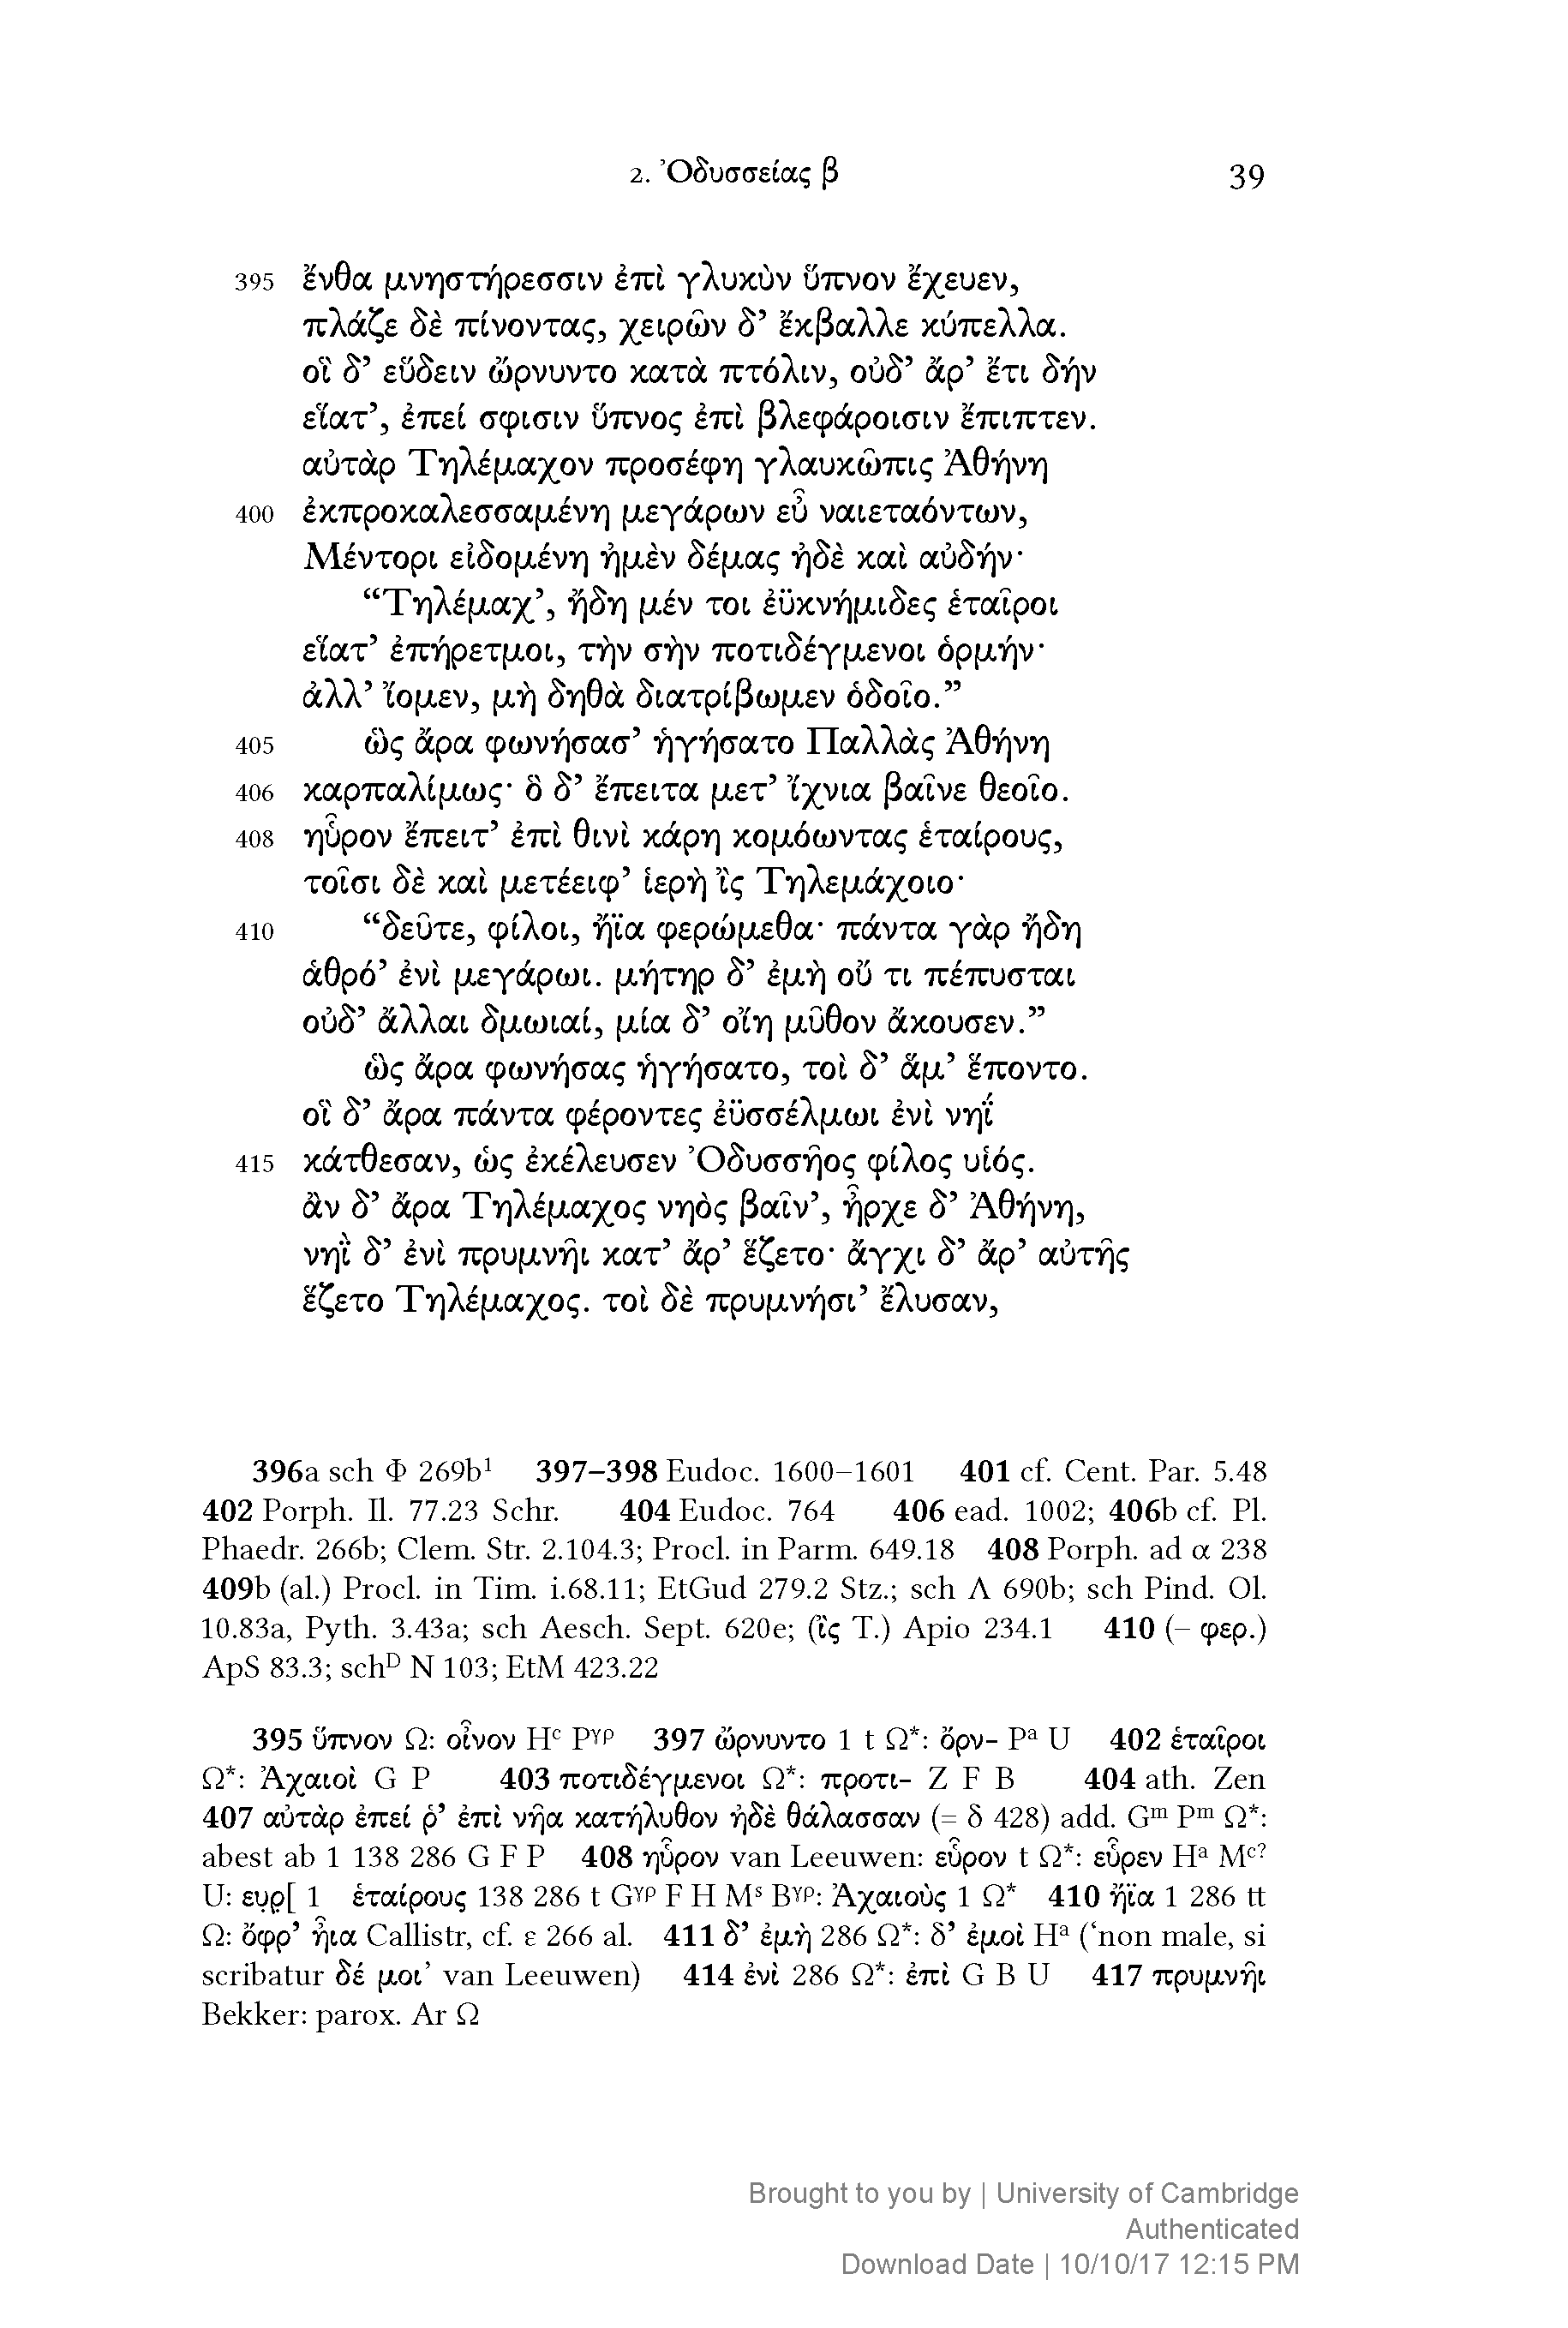 2. Ὀδυσσείας β 39
395 ἔνθα μνηστήρεσσιν ἐπὶ γλυκὺν ὕπνον ἔχευεν,
πλάζε δὲ πίνοντας, χειρῶν δ’ ἔκβαλλε κύπελλα.
οἳ δ’ εὕδειν ὤρνυντο κατὰ πτόλιν, οὐδ’ ἄρ’ ἔτι δήν
εἵατ’, ἐπεί σφισιν ὕπνος ἐπὶ βλεφάροισιν ἔπιπτεν.
αὐτὰρ Τηλέμαχον προσέφη γλαυκῶπις Ἀθήνη
400 ἐκπροκαλεσσαμένη μεγάρων εὖ ναιεταόντων,
Μέντορι εἰδομένη ἠμὲν δέμας ἠδὲ καὶ αὐδήν·
“Τηλέμαχ’, ἤδη μέν τοι ἐϋκνήμιδες ἑταῖροι
εἵατ’ ἐπήρετμοι, τὴν σὴν ποτιδέγμενοι ὁρμήν·
ἀλλ’ ἴομεν, μὴ δηθὰ διατρίβωμεν ὁδοῖο.”
405 ὣς ἄρα φωνήσασ’ ἡγήσατο Παλλὰς Ἀθήνη
406 καρπαλίμως· ὃ δ’ ἔπειτα μετ’ ἴχνια βαῖνε θεοῖο.
408 ηὗρον ἔπειτ’ ἐπὶ θινὶ κάρη κομόωντας ἑταίρους,
τοῖσι δὲ καὶ μετέειφ’ ἱερὴ ἲς Τηλεμάχοιο·
410 “δεῦτε, φίλοι, ἤϊα φερώμεθα· πάντα γὰρ ἤδη
ἁθρό’ ἐνὶ μεγάρωι. μήτηρ δ’ ἐμὴ οὔ τι πέπυσται
οὐδ’ ἄλλαι δμωιαί, μία δ’ οἴη μῦθον ἄκουσεν.”
ὣς ἄρα φωνήσας ἡγήσατο, τοὶ δ’ ἅμ’ ἕποντο.
οἳ δ’ ἄρα πάντα φέροντες ἐϋσσέλμωι ἐνὶ νηΐ
415 κάτθεσαν, ὡς ἐκέλευσεν Ὀδυσσῆος φίλος υἱός.
ἂν δ’ ἄρα Τηλέμαχος νηὸς βαῖν’, ἦρχε δ’ Ἀθήνη,
νηῒ δ’ ἐνὶ πρυμνῆι κατ’ ἄρ’ ἕζετο· ἄγχι δ’ ἄρ’ αὐτῆς
ἕζετο Τηλέμαχος. τοὶ δὲ πρυμνήσι’ ἔλυσαν,
396a sch Φ 269b¹ 397–398 Eudoc. 1600–1601 401 cf. Cent. Par. 5.48
402 Porph. Il. 77.23 Schr. 404 Eudoc. 764 406 ead. 1002; 406b cf. Pl.
Phaedr. 266b; Clem. Str. 2.104.3; Procl. in Parm. 649.18 408 Porph. ad α 238
409b (al.) Procl. in Tim. i.68.11; EtGud 279.2 Stz.; sch Λ 690b; sch Pind. Ol.
10.83a, Pyth. 3.43a; sch Aesch. Sept. 620e; (ἲς Τ.) Apio 234.1 410 (– φερ.)
ApS 83.3; schᴰ N 103; EtM 423.22
395 ὕπνον Ω: οἶνον Hᶜ Pᵞᵖ 397 ὤρνυντο 1 t Ω*: ὄρν- Pᵃ U 402 ἑταῖροι
Ω*: Ἀχαιοὶ G P 403 ποτιδέγμενοι Ω*: προτι- Z F B 404 ath. Zen
407 αὐτὰρ ἐπεί ῥ’ ἐπὶ νῆα κατήλυθον ἠδὲ θάλασσαν (= δ 428) add. Gᵐ Pᵐ Ω*:
abest ab 1 138 286 G F P 408 ηὗρον van Leeuwen: εὗρον t Ω*: εὗρεν Hᵃ Mᶜ?
U: ευ̣ρ̣[ 1 ἑταίρους 138 286 t Gᵞᵖ F H Mˢ Bᵞᵖ: Ἀχαιοὺς 1 Ω* 410 ἤϊα 1 286 tt
Ω: ὄφρ’ ἦια Callistr, cf. ε 266 al. 411 δ’ ἐμὴ 286 Ω*: δ’ ἐμοὶ Hᵃ (‘non male, si
scribatur δέ μοι’ van Leeuwen) 414 ἐνὶ 286 Ω*: ἐπὶ G B U 417 πρυμνῆι
Bekker: parox. Ar Ω
Brought to you by | University of Cambridge
Authenticated
Download Date | 10/10/17 12:15 PM